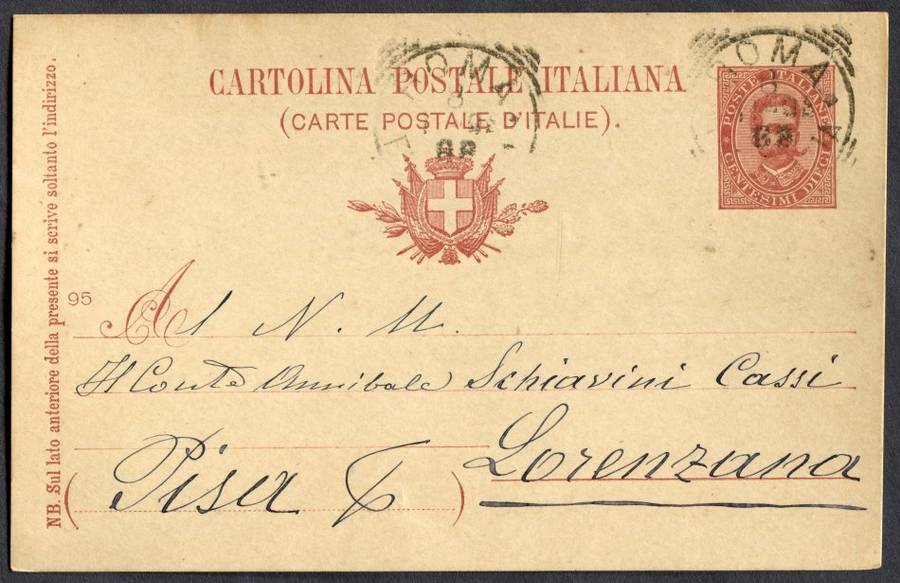 CARTOLINA POSTALE ITALIANA
(CARTE POSTALE D'ITALIE).
ROMA
ROMA
POSTE ITALIANE
CENTESIMI DIECI
NB. Sul lato anteriore della presente si scrive soltanto l'indirizzo.
95
Al N. U.
Il Conte Annibale Schiavini Cassi
Lorenzana
(Pisa)